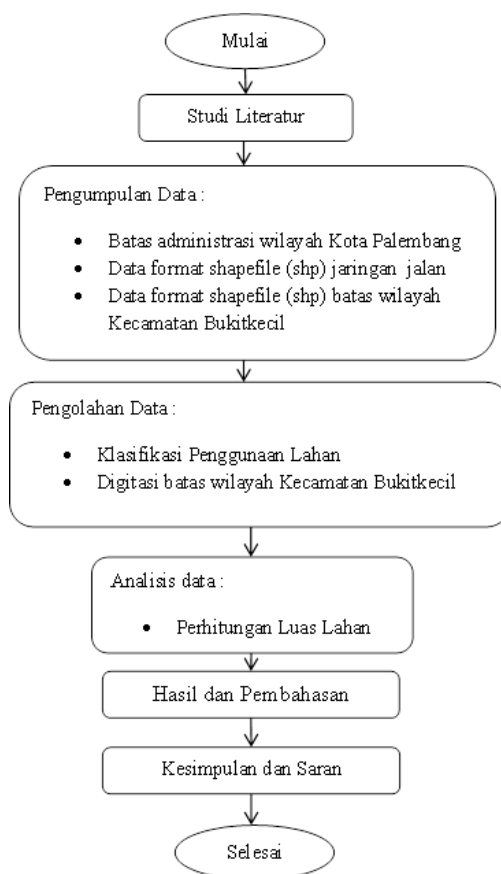 Mulai
Studi Literatur
Pengumpulan Data :
• Batas administrasi wilayah Kota Palembang
• Data format shapefile (shp) jaringan jalan
• Data format shapefile (shp) batas wilayah
Kecamatan Bukitkecil
Pengolahan Data :
• Klasifikasi Penggunaan Lahan
• Digitasi batas wilayah Kecamatan Bukitkecil
Analisis data :
• Perhitungan Luas Lahan
Hasil dan Pembahasan
Kesimpulan dan Saran
Selesai